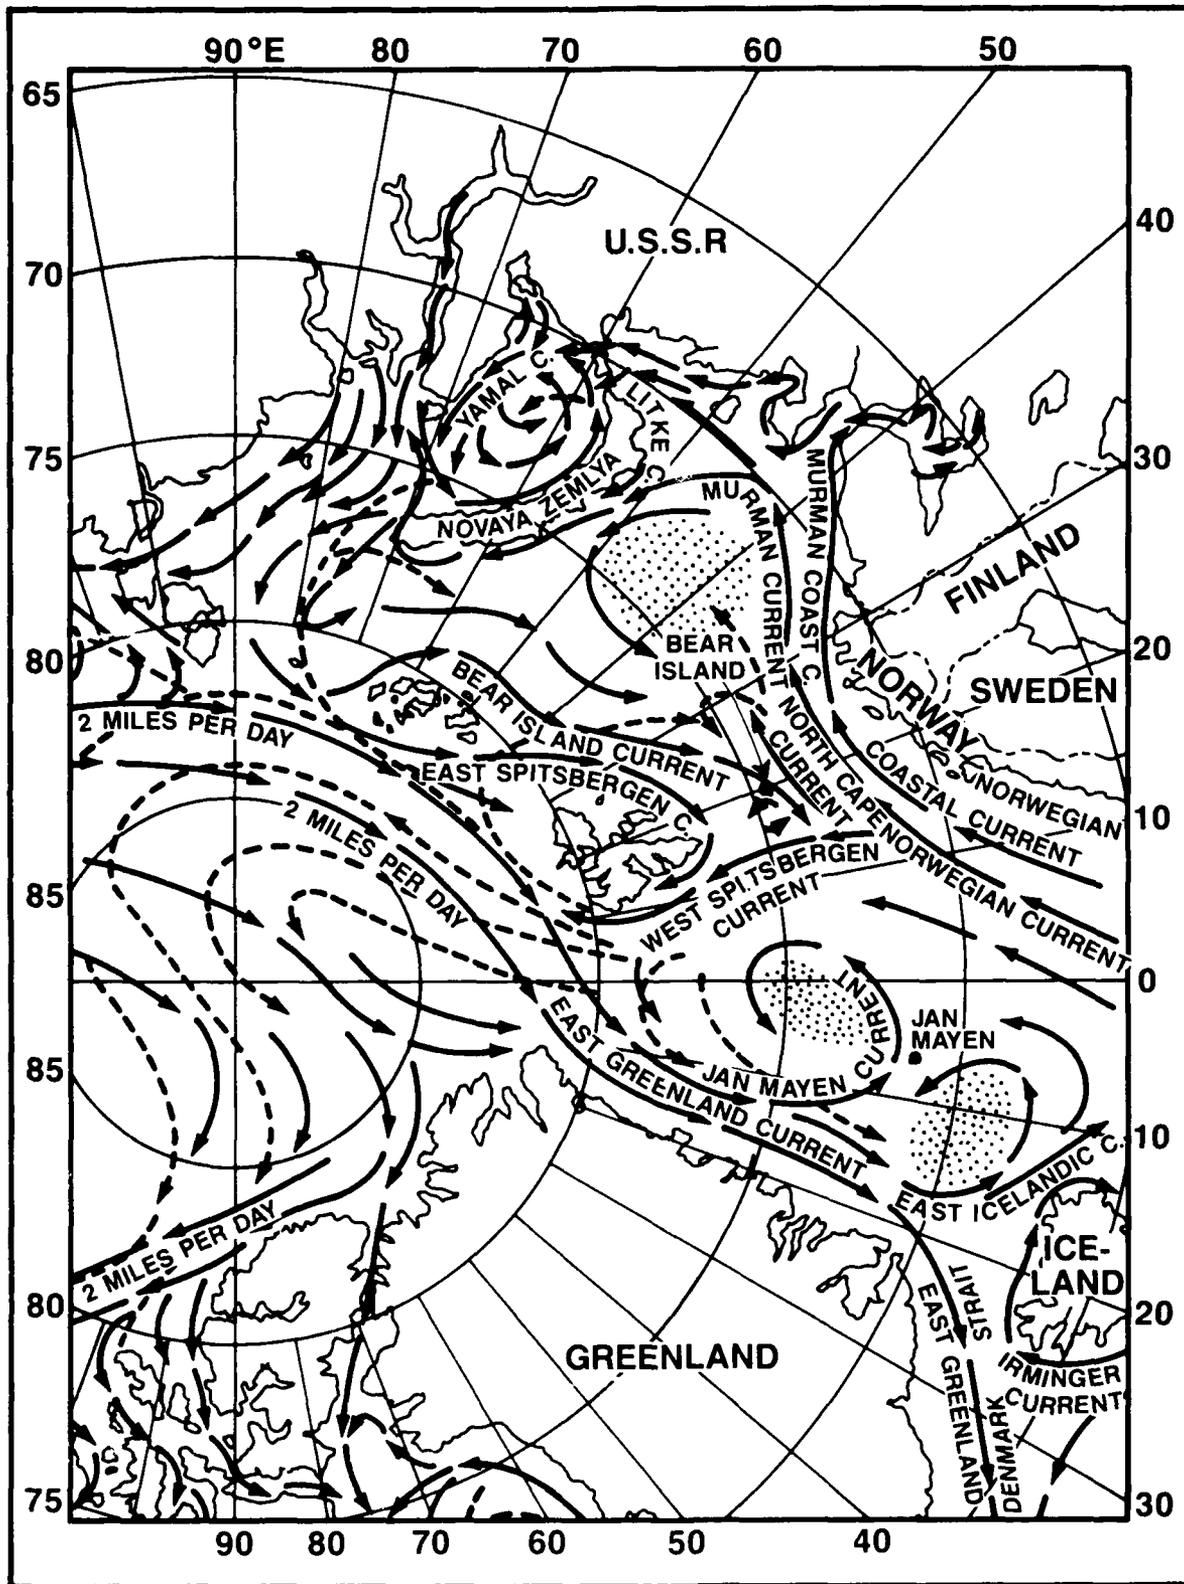 90°E 80 70 60 50
65
U.S.S.R
40
70
YAMAL C.
LITKE C.
75
30
NOVAYA ZEMLYA
MURMAN CURRENT
MURMAN COAST C.
FINLAND
BEAR
ISLAND
80
20
NORWAY
SWEDEN
2 MILES PER DAY
BEAR ISLAND CURRENT
NORTH CAPE
CURRENT
EAST SPITSBERGEN C.
NORWEGIAN
COASTAL CURRENT
10
2 MILES PER DAY
85
WEST SPITSBERGEN
CURRENT
NORWEGIAN CURRENT
0
EAST GREENLAND CURRENT
JAN MAYEN CURRENT
JAN
MAYEN
85
10
EAST ICELANDIC C.
2 MILES PER DAY
ICE-
LAND
80
20
GREENLAND
EAST GREENLAND
DENMARK STRAIT
IRMINGER
CURRENT
75
30
90 80 70 60 50 40